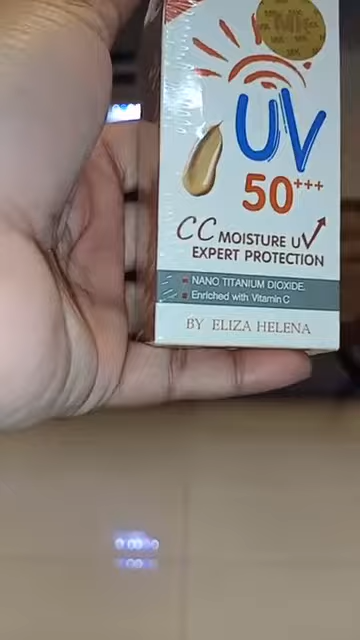 UV
50+++
CC MOISTURE UV
EXPERT PROTECTION
NANO TITANIUM DIOXIDE.
Enriched with Vitamin C
BY ELIZA HELENA